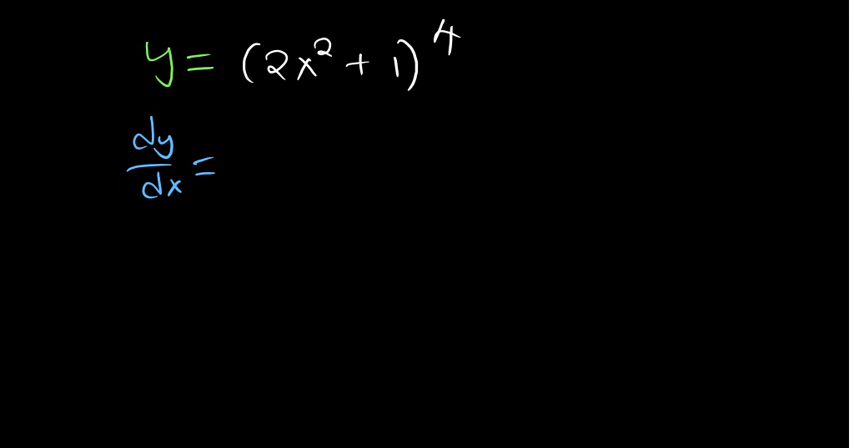 y = (2x² + 1)⁴
dy/dx =